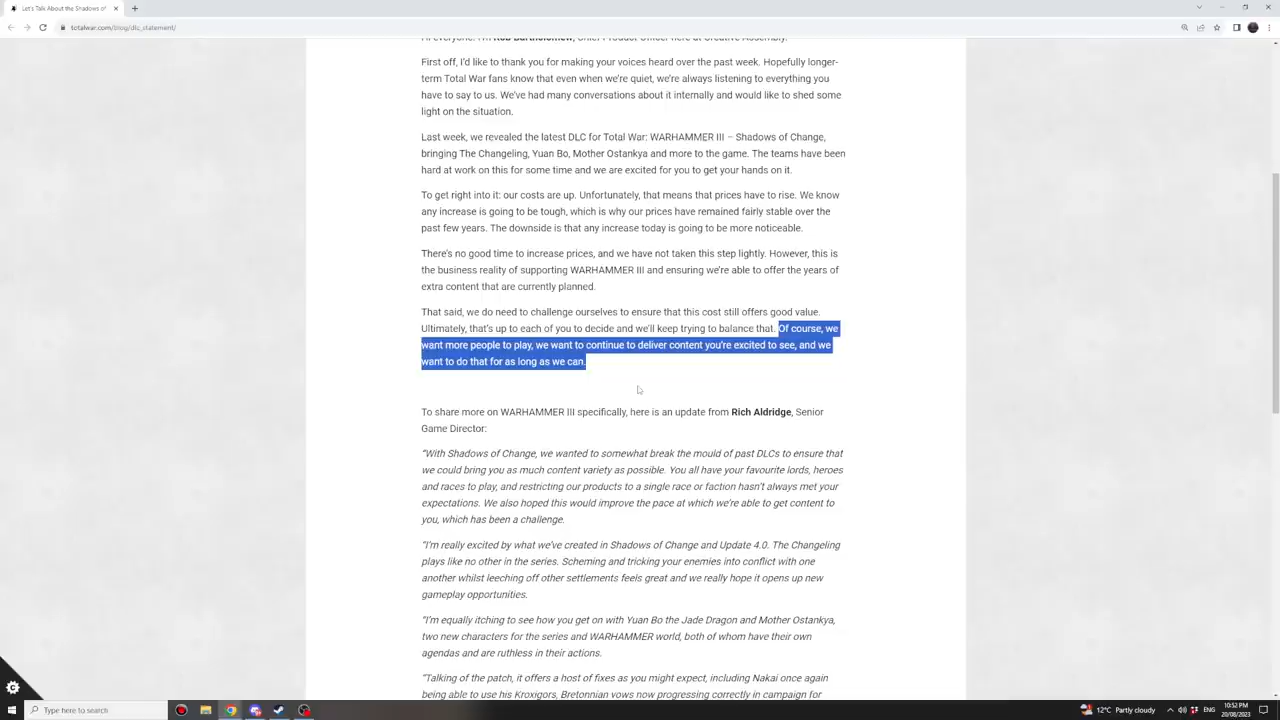 Let's Talk About the Shadows of
totalwar.com/blog/dlc_statement/
Hi everyone. I'm Rob Bartholomew, Chief Product Officer here at Creative Assembly.
First off, I'd like to thank you for making your voices heard over the past week. Hopefully longer-
term Total War fans know that even when we're quiet, we're always listening to everything you
have to say to us. We've had many conversations about it internally and would like to shed some
light on the situation.
Last week, we revealed the latest DLC for Total War: WARHAMMER III – Shadows of Change,
bringing The Changeling, Yuan Bo, Mother Ostankya and more to the game. The teams have been
hard at work on this for some time and we are excited for you to get your hands on it.
To get right into it: our costs are up. Unfortunately, that means that prices have to rise. We know
any increase is going to be tough, which is why our prices have remained fairly stable over the
past few years. The downside is that any increase today is going to be more noticeable.
There's no good time to increase prices, and we have not taken this step lightly. However, this is
the business reality of supporting WARHAMMER III and ensuring we're able to offer the years of
extra content that are currently planned.
That said, we do need to challenge ourselves to ensure that this cost still offers good value.
Ultimately, that's up to each of you to decide and we'll keep trying to balance that. Of course, we
want more people to play, we want to continue to deliver content you're excited to see, and we
want to do that for as long as we can.
To share more on WARHAMMER III specifically, here is an update from Rich Aldridge, Senior
Game Director:
“With Shadows of Change, we wanted to somewhat break the mould of past DLCs to ensure that
we could bring you as much content variety as possible. You all have your favourite lords, heroes
and races to play, and restricting our products to a single race or faction hasn't always met your
expectations. We also hoped this would improve the pace at which we're able to get content to
you, which has been a challenge.
“I'm really excited by what we've created in Shadows of Change and Update 4.0. The Changeling
plays like no other in the series. Scheming and tricking your enemies into conflict with one
another whilst leeching off other settlements feels great and we really hope it opens up new
gameplay opportunities.
“I'm equally itching to see how you get on with Yuan Bo the Jade Dragon and Mother Ostankya,
two new characters for the series and WARHAMMER world, both of whom have their own
agendas and are ruthless in their actions.
“Talking of the patch, it offers a host of fixes as you might expect, including Nakai once again
being able to use his Kroxigors, Bretonnian vows now progressing correctly in campaign for
Type here to search
12°C Partly cloudy
ENG
10:52 PM
20/08/2023